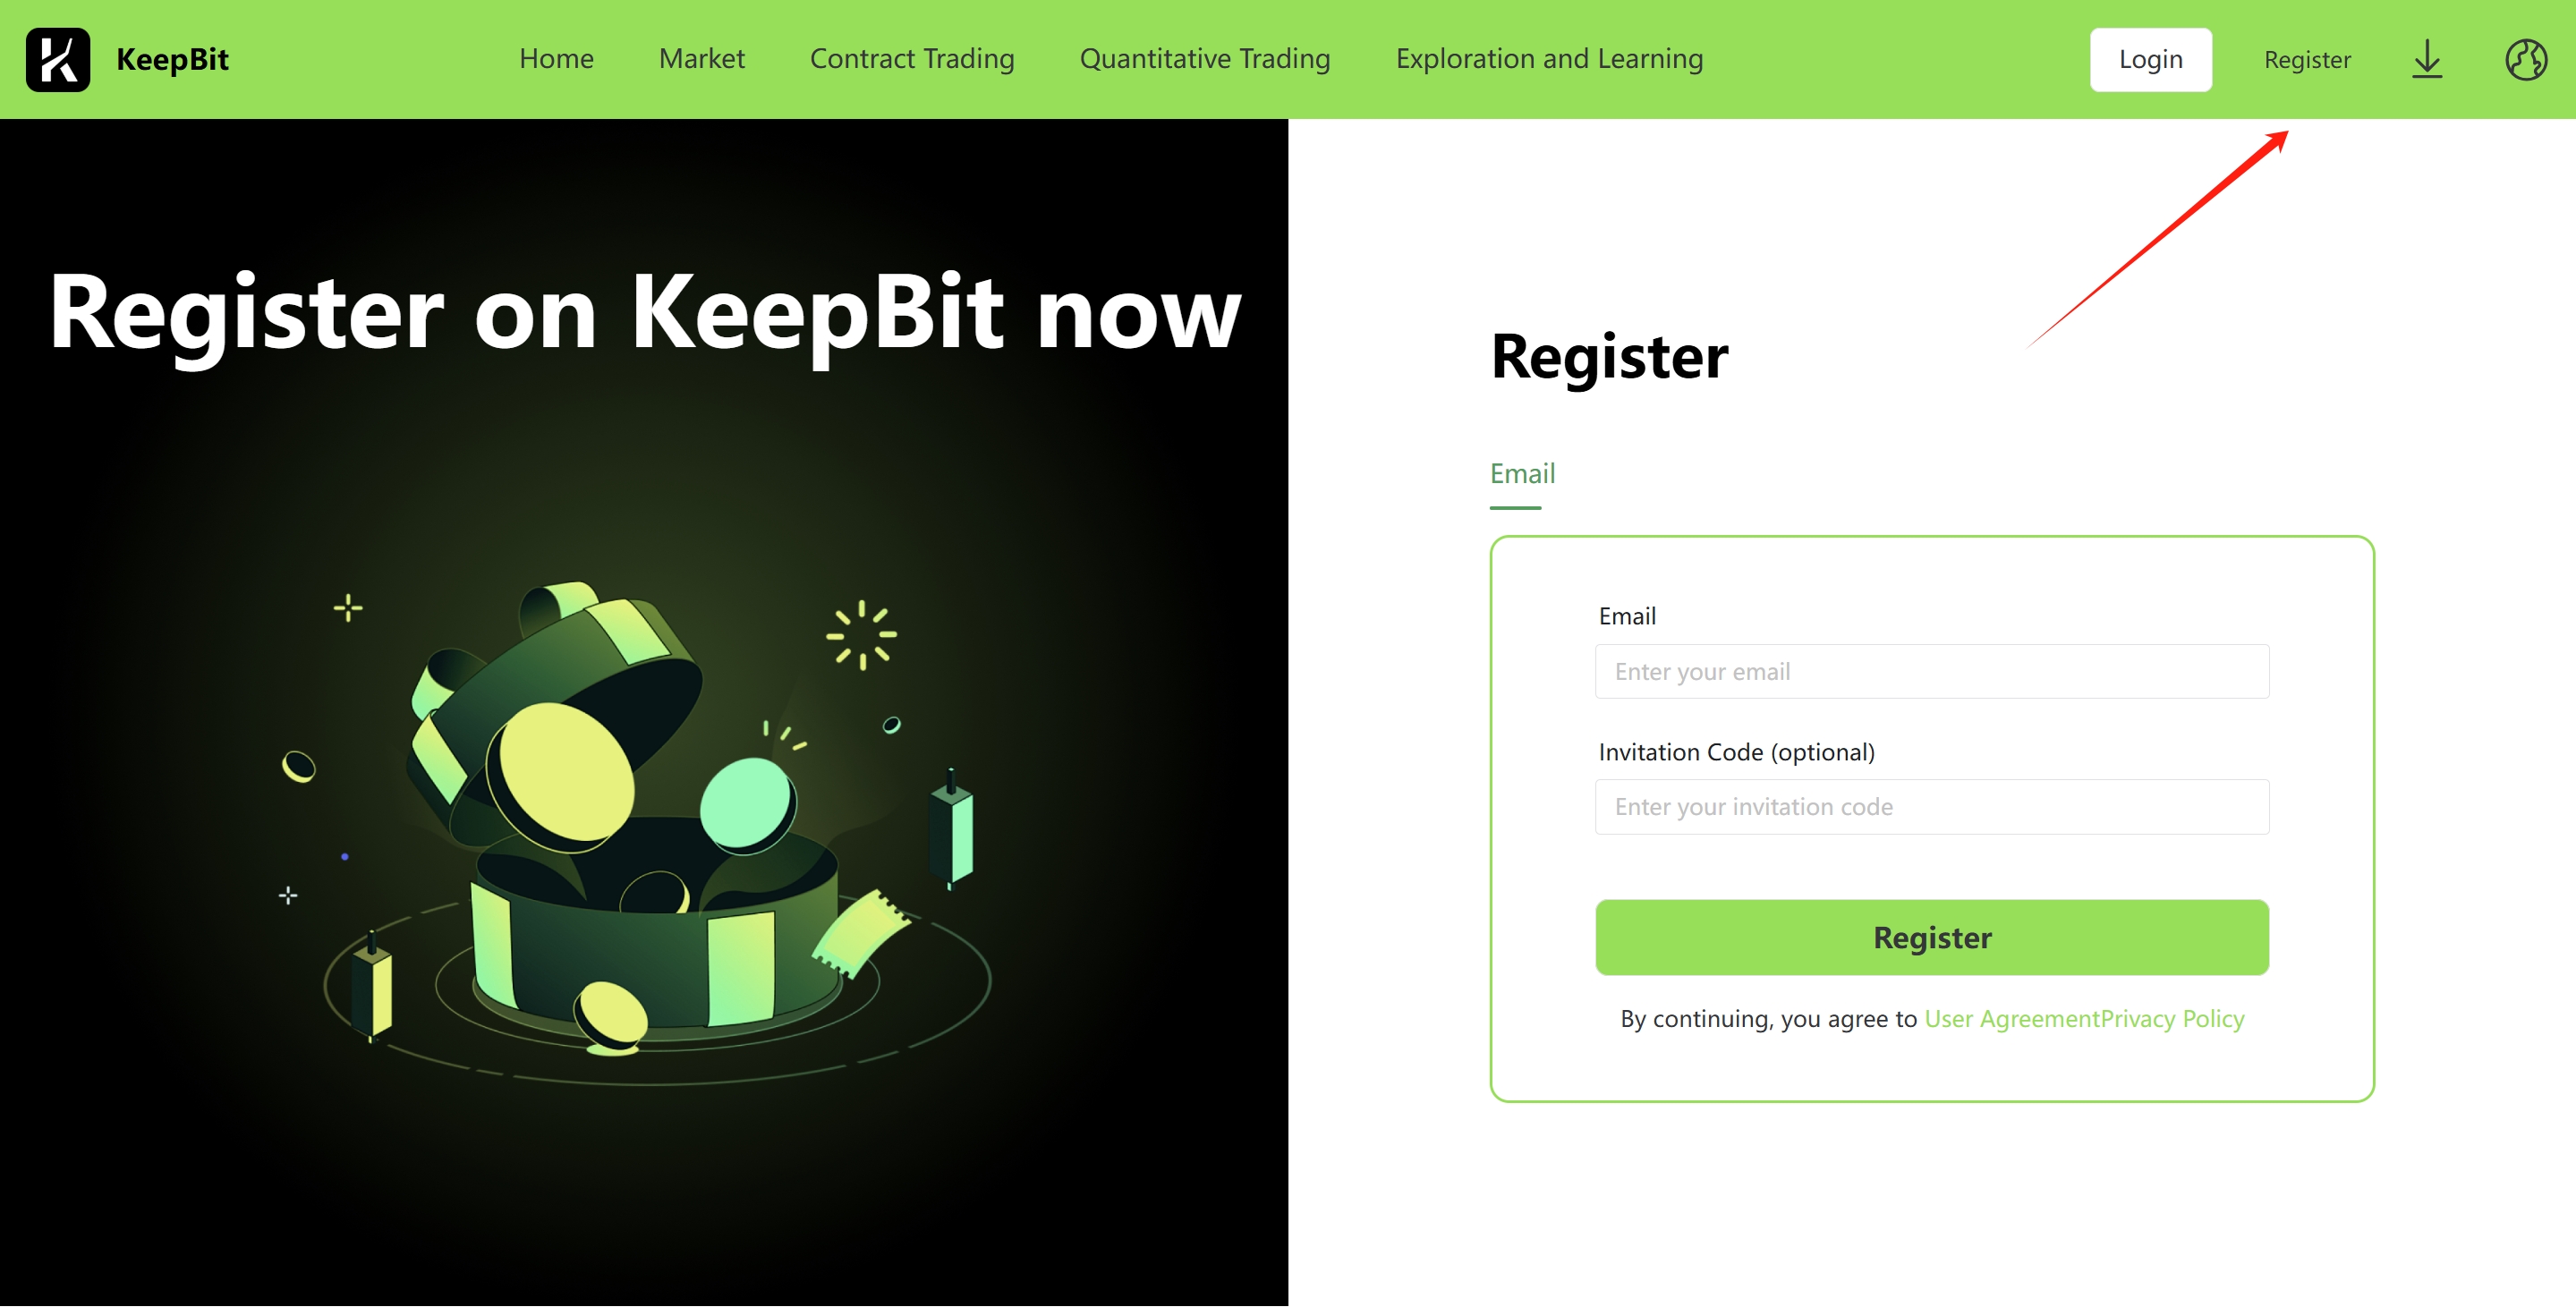 KeepBit
Home
Market
Contract Trading
Quantitative Trading
Exploration and Learning
Login
Register
Register on KeepBit now
Register
Email
Email
Enter your email
Invitation Code (optional)
Enter your invitation code
Register
By continuing, you agree to User AgreementPrivacy Policy